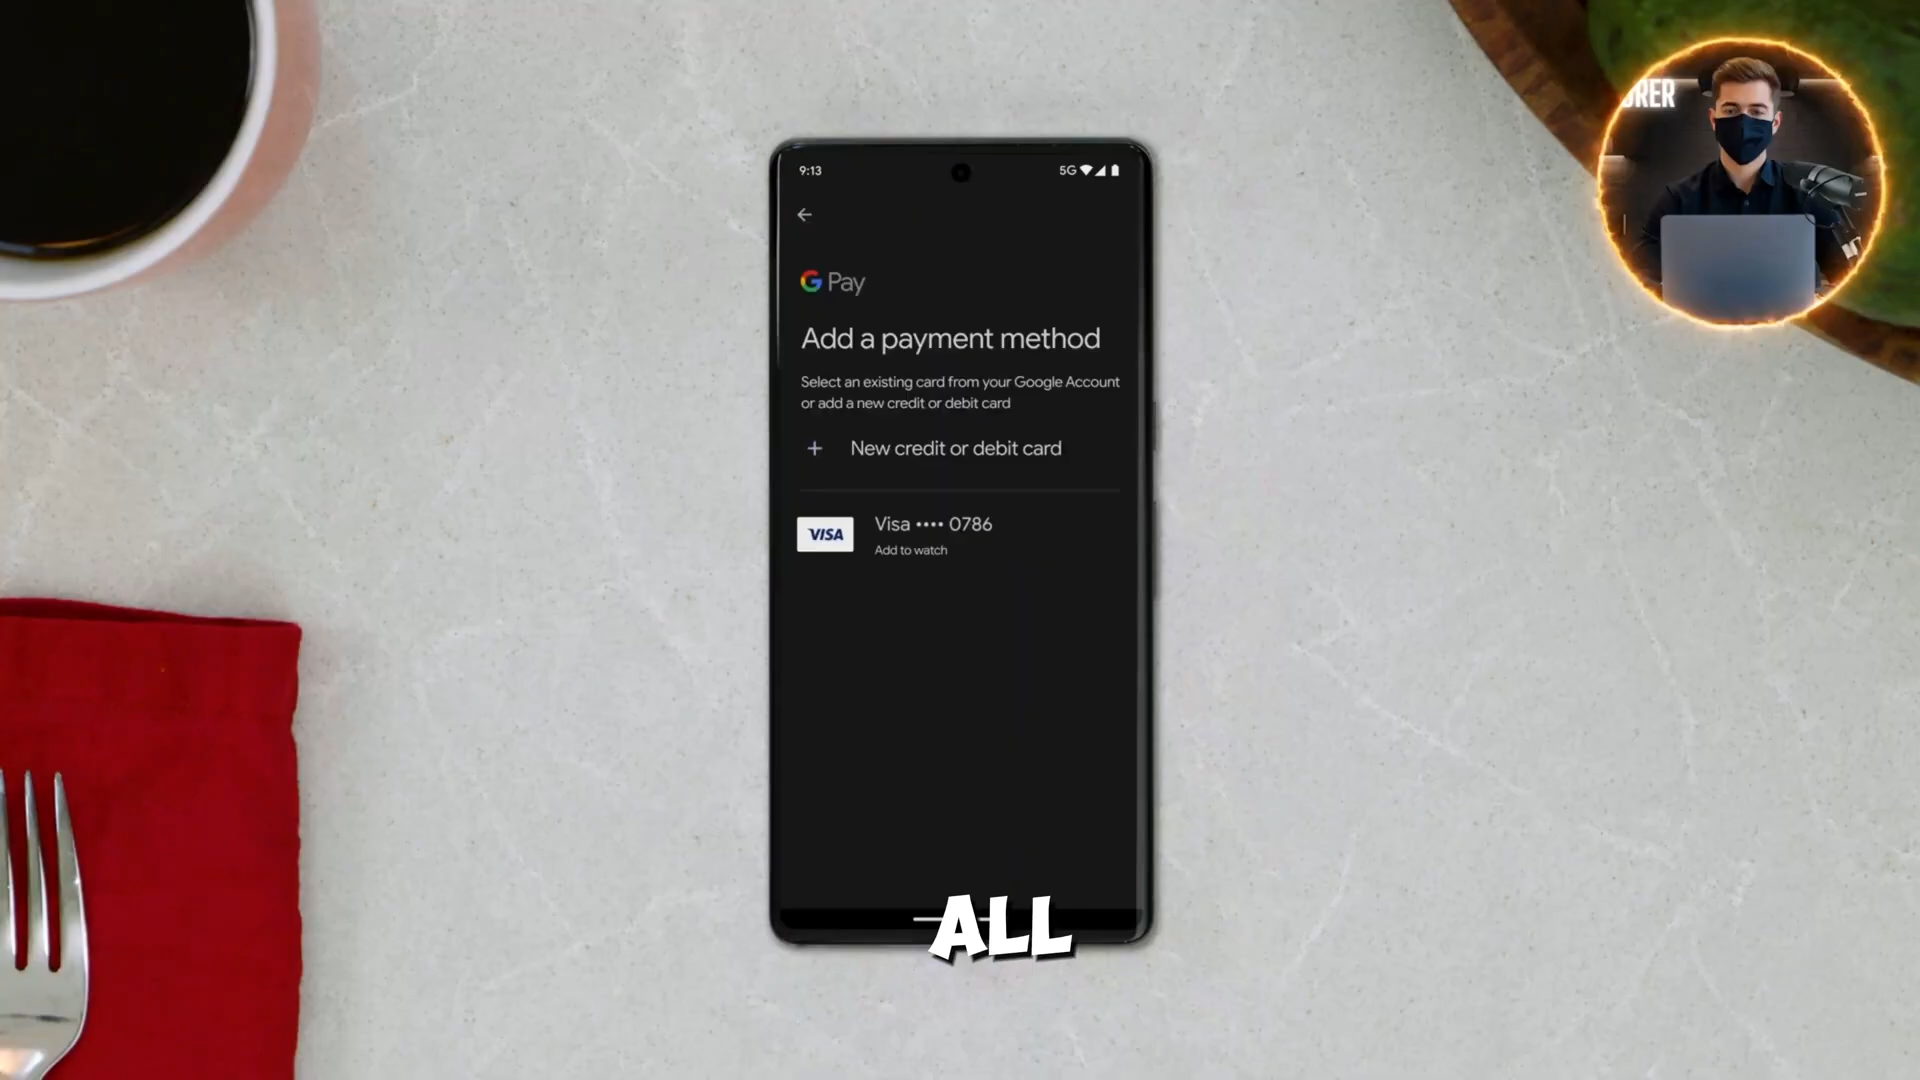 9:13
5G
G Pay
Add a payment method
Select an existing card from your Google Account
or add a new credit or debit card
+ New credit or debit card
VISA
Visa •••• 0786
Add to watch
ALL